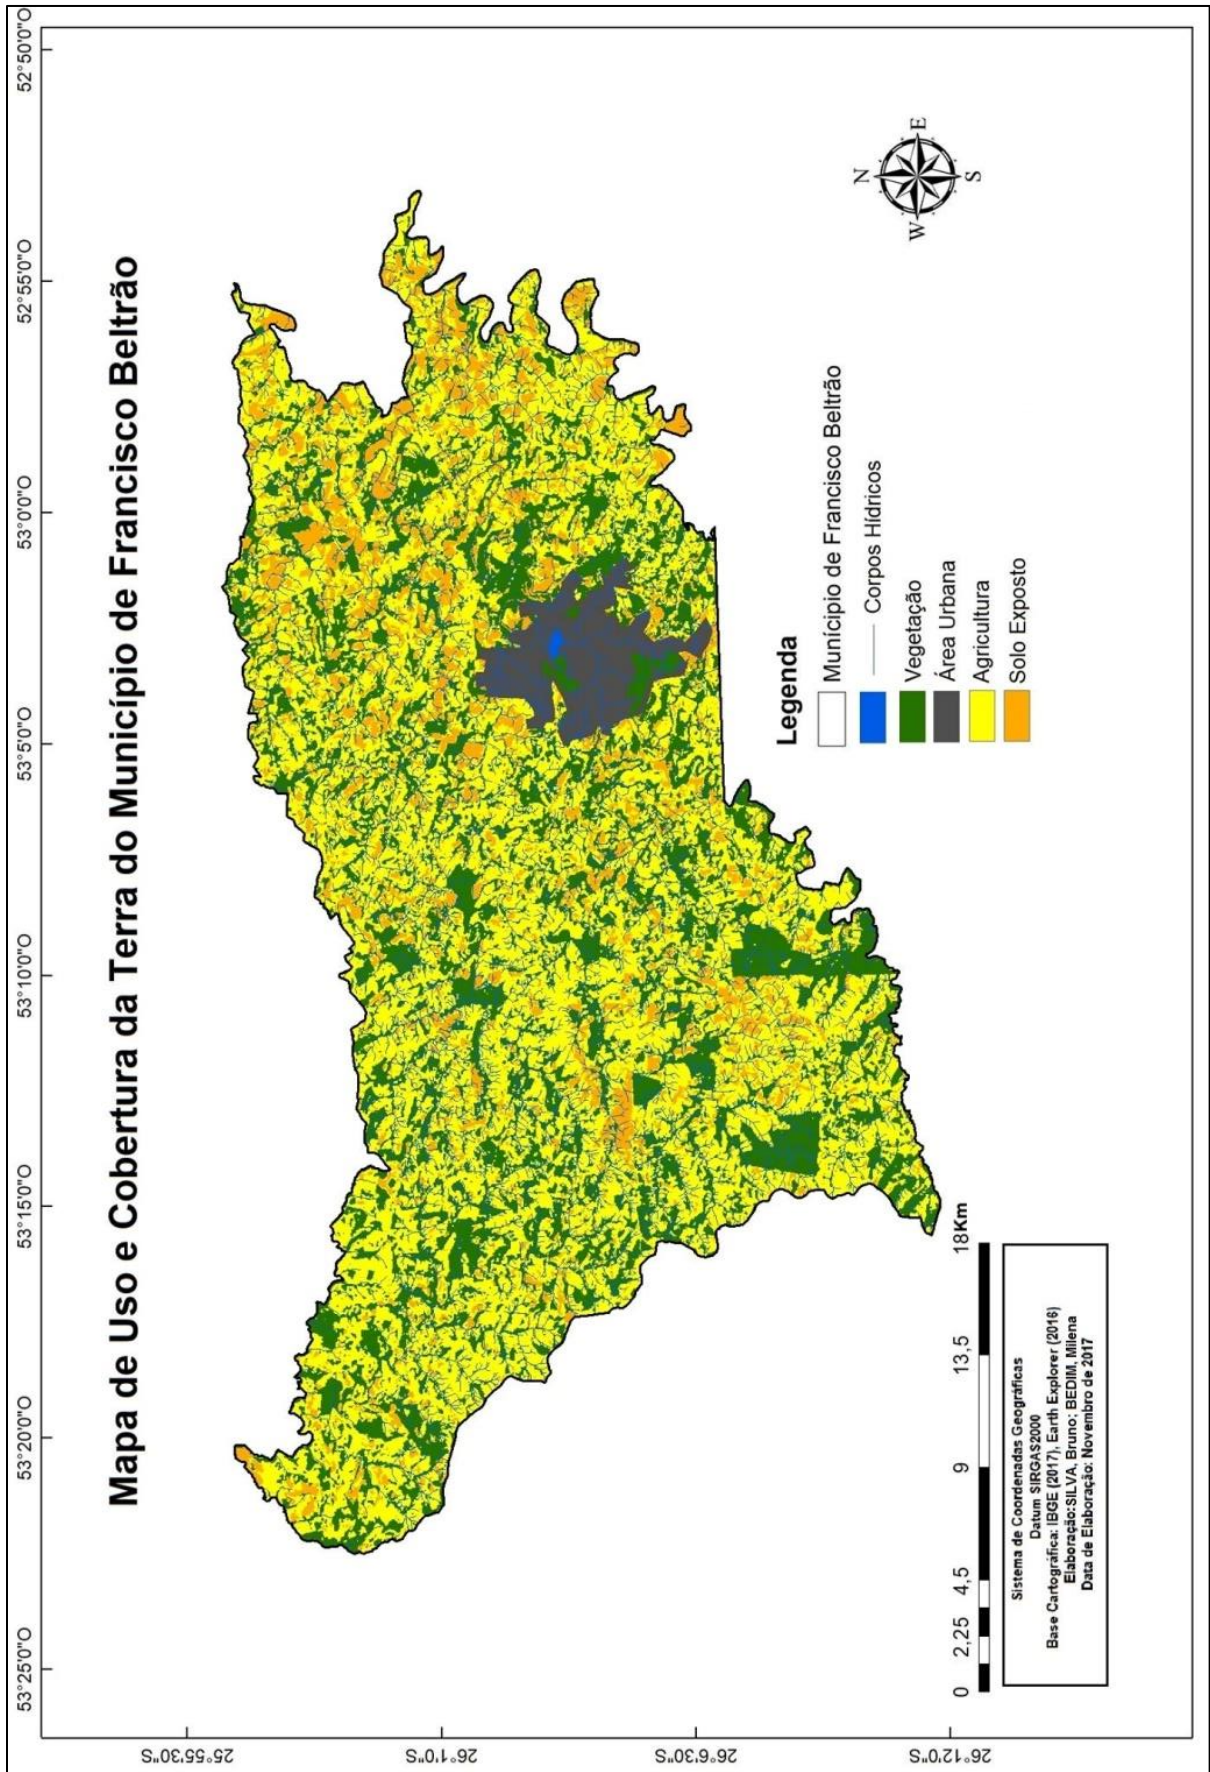 Mapa de Uso e Cobertura da Terra do Município de Francisco Beltrão
53°25'0"O
53°20'0"O
53°15'0"O
53°10'0"O
53°5'0"O
53°0'0"O
52°55'0"O
52°50'0"O
25°55'30"S
26°1'0"S
26°6'30"S
26°12'0"S
N
W
E
S
Legenda
Município de Francisco Beltrão
Corpos Hídricos
Vegetação
Área Urbana
Agricultura
Solo Exposto
0 2,25 4,5 9 13,5 18Km
Sistema de Coordenadas Geográficas
Datum SIRGAS2000
Base Cartográfica: IBGE (2017), Earth Explorer (2016)
Elaboração:SILVA, Bruno; BEDIM, Milena
Data de Elaboração: Novembro de 2017